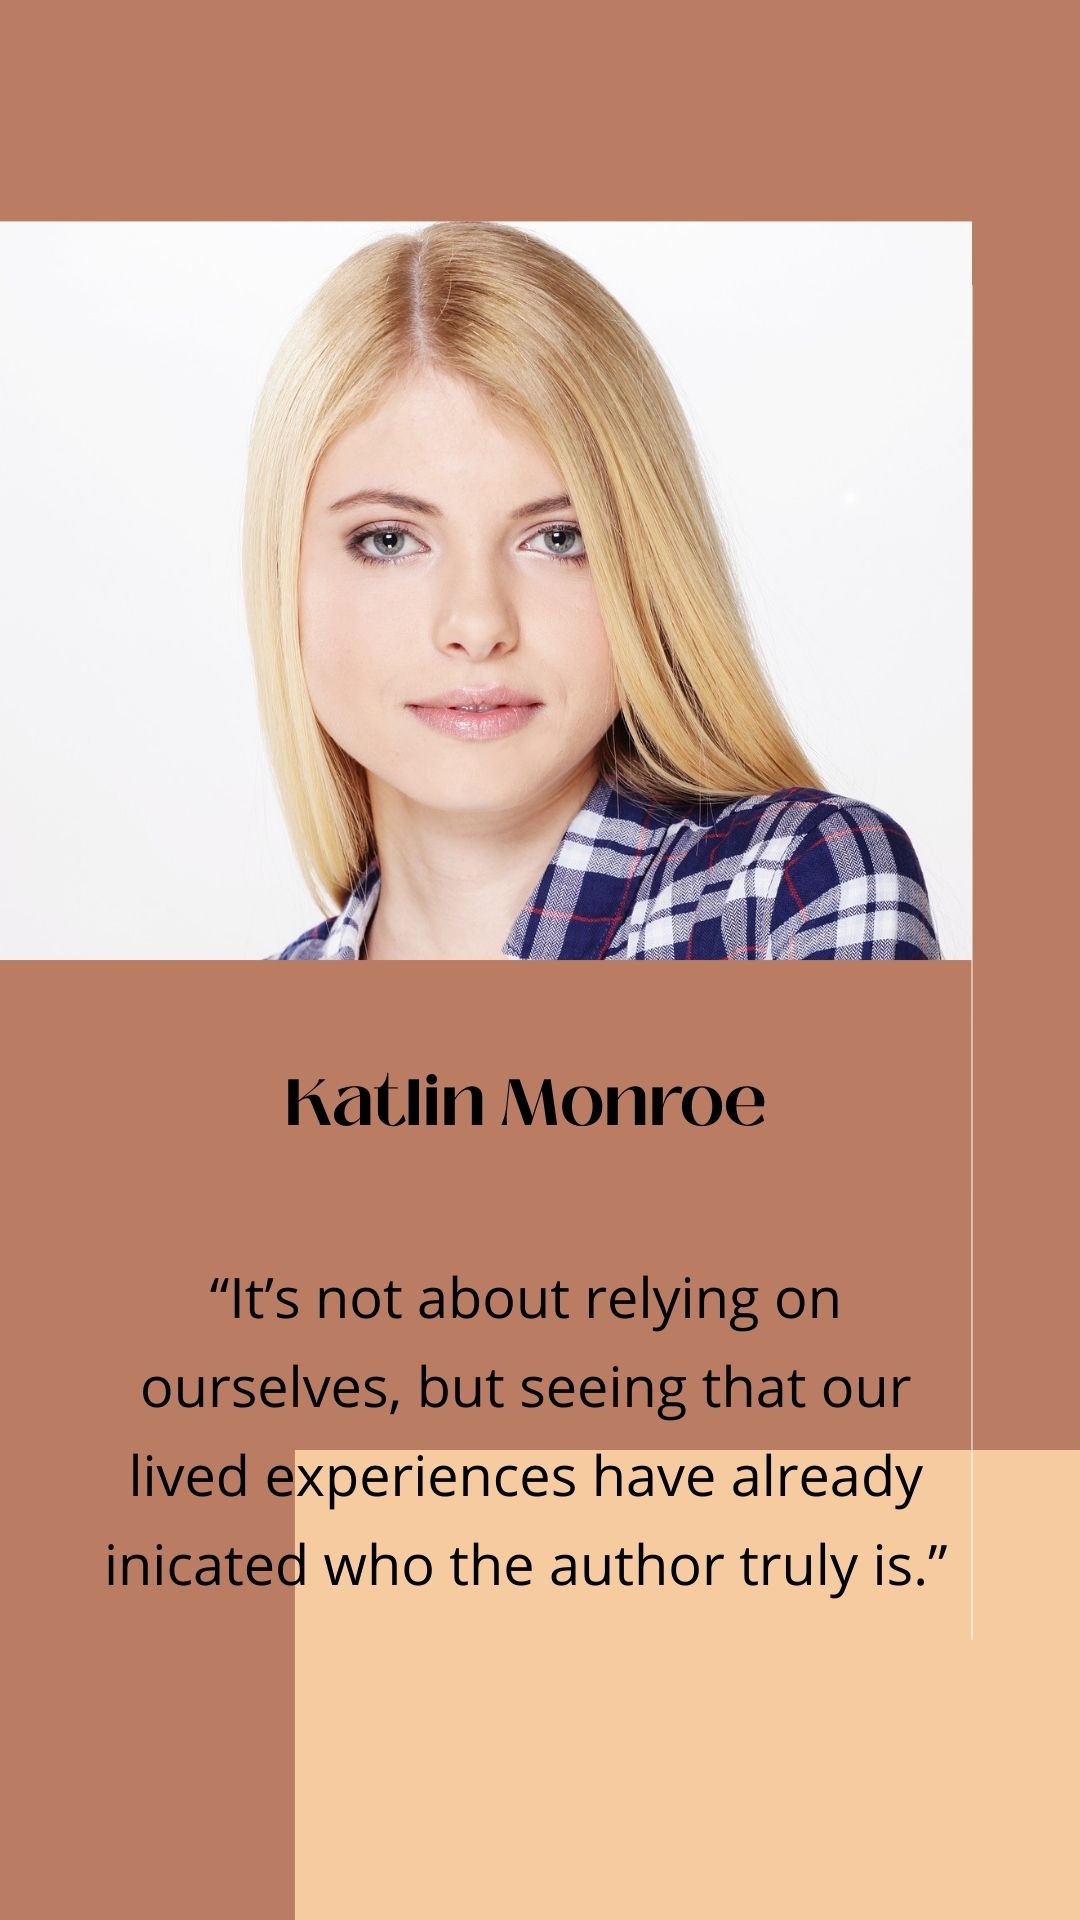 Katlin Monroe
“It’s not about relying on
ourselves, but seeing that our
lived experiences have already
inicated who the author truly is.”